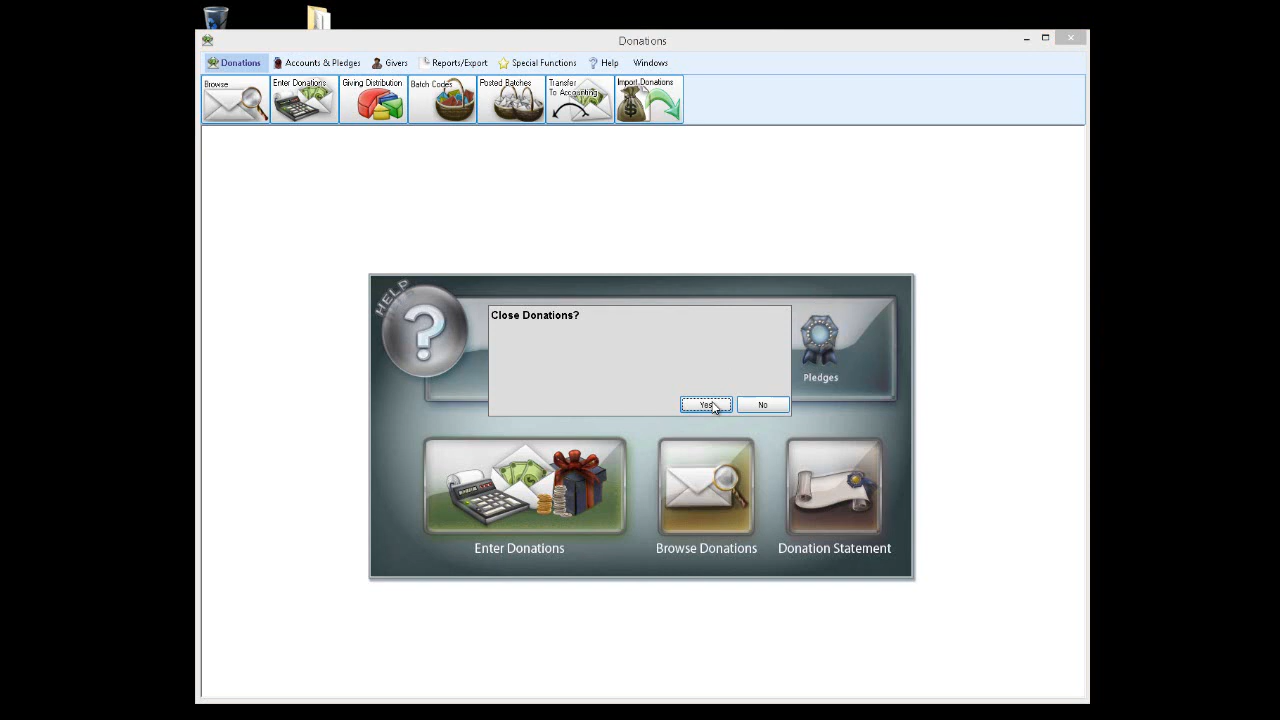 Donations
Donations Accounts & Pledges Givers Reports/Export Special Functions Help Windows
Browse
Enter Donations
Giving Distribution
Batch Codes
Posted Batches
Transfer
To Accounting
Import Donations
HELP
Close Donations?
Yes No
Pledges
Enter Donations
Browse Donations
Donation Statement